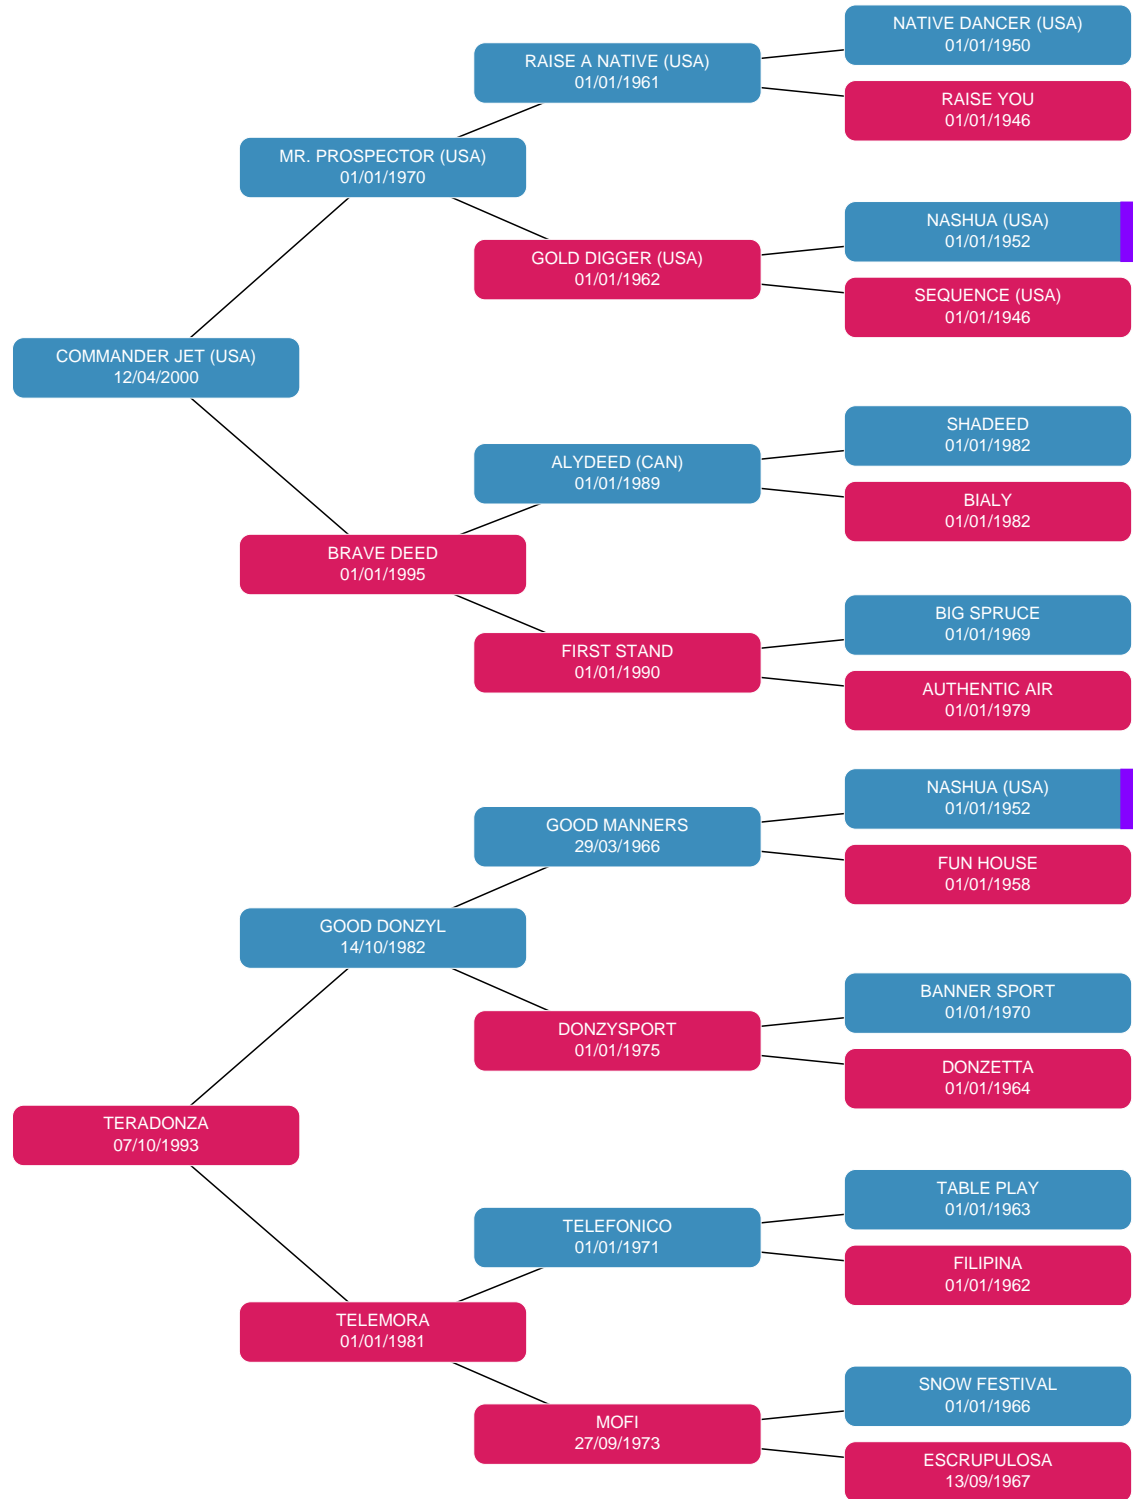 NATIVE DANCER (USA)
01/01/1950
RAISE A NATIVE (USA)
01/01/1961
RAISE YOU
01/01/1946
MR. PROSPECTOR (USA)
01/01/1970
NASHUA (USA)
01/01/1952
GOLD DIGGER (USA)
01/01/1962
SEQUENCE (USA)
01/01/1946
COMMANDER JET (USA)
12/04/2000
SHADEED
01/01/1982
ALYDEED (CAN)
01/01/1989
BIALY
01/01/1982
BRAVE DEED
01/01/1995
BIG SPRUCE
01/01/1969
FIRST STAND
01/01/1990
AUTHENTIC AIR
01/01/1979
NASHUA (USA)
01/01/1952
GOOD MANNERS
29/03/1966
FUN HOUSE
01/01/1958
GOOD DONZYL
14/10/1982
BANNER SPORT
01/01/1970
DONZYSPORT
01/01/1975
DONZETTA
01/01/1964
TERADONZA
07/10/1993
TABLE PLAY
01/01/1963
TELEFONICO
01/01/1971
FILIPINA
01/01/1962
TELEMORA
01/01/1981
SNOW FESTIVAL
01/01/1966
MOFI
27/09/1973
ESCRUPULOSA
13/09/1967